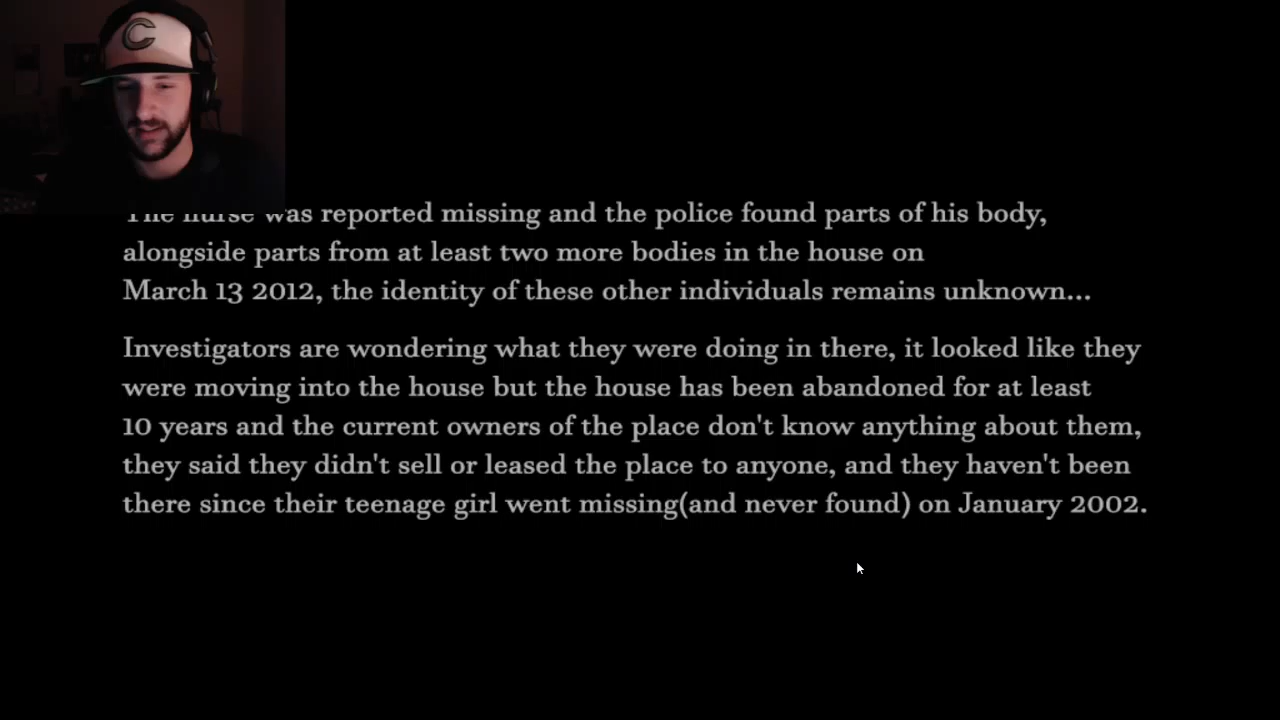 C
The nurse was reported missing and the police found parts of his body,
alongside parts from at least two more bodies in the house on
March 13 2012, the identity of these other individuals remains unknown...
Investigators are wondering what they were doing in there, it looked like they
were moving into the house but the house has been abandoned for at least
10 years and the current owners of the place don't know anything about them,
they said they didn't sell or leased the place to anyone, and they haven't been
there since their teenage girl went missing(and never found) on January 2002.